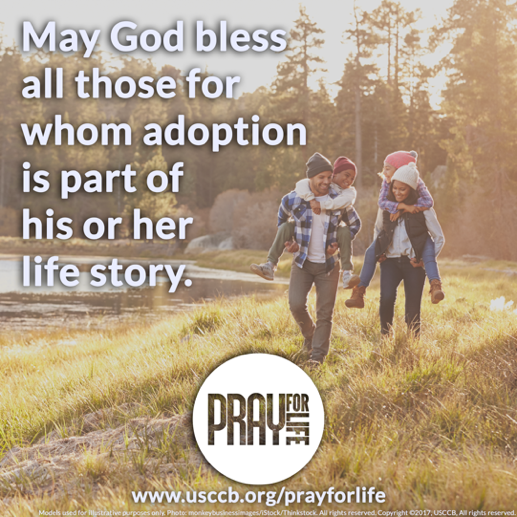 May God bless
all those for
whom adoption
is part of
his or her
life story.
PRAY FOR LIFE
www.usccb.org/prayforlife
Models used for illustrative purposes only. Photo: monkeybusinessimages/iStock/Thinkstock. All rights reserved. Copyright ©2017, USCCB, All rights reserved.